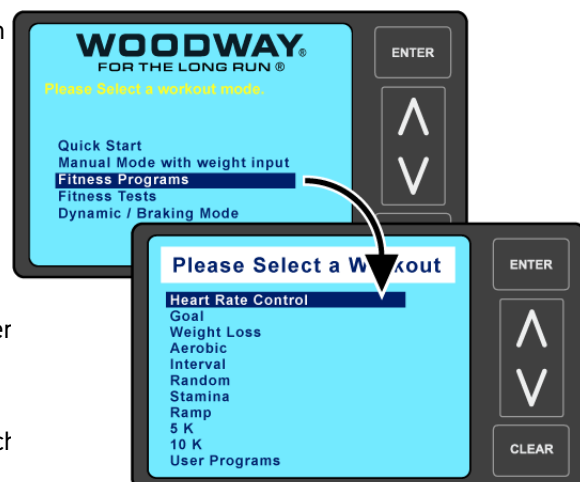 WOODWAY®
FOR THE LONG RUN ®
Please Select a workout mode.
Quick Start
Manual Mode with weight input
Fitness Programs
Fitness Tests
Dynamic / Braking Mode
ENTER
Please Select a W kout
Heart Rate Control
Goal
Weight Loss
Aerobic
Interval
Random
Stamina
Ramp
5 K
10 K
User Programs
ENTER
CLEAR